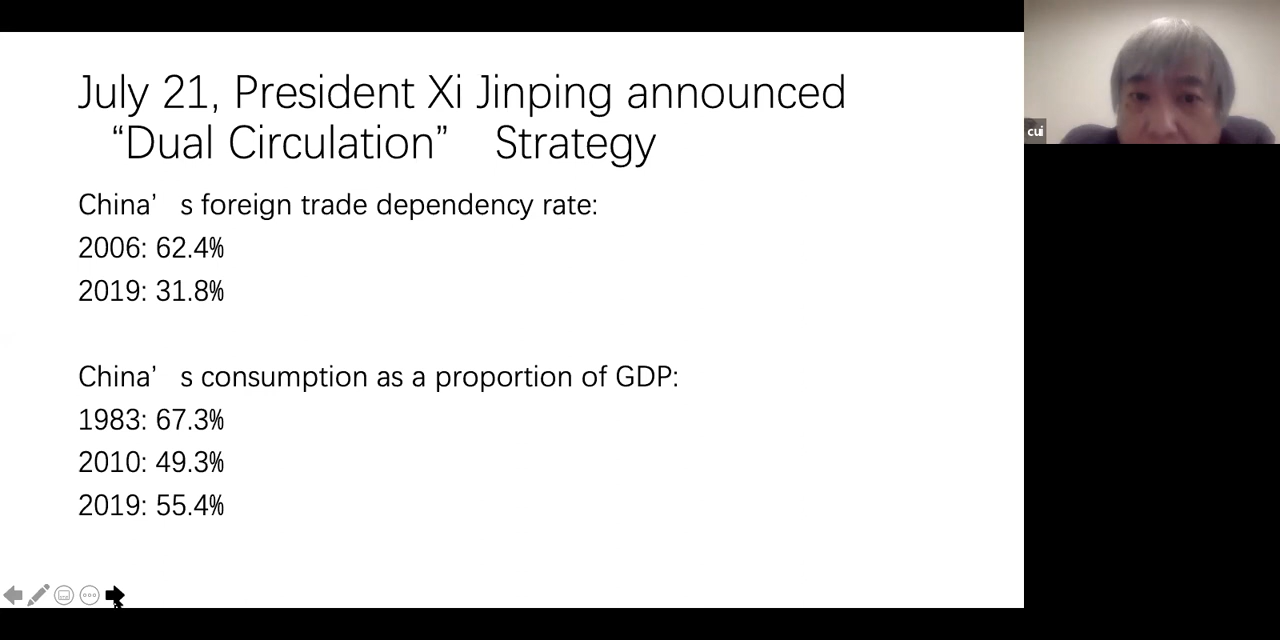 July 21, President Xi Jinping announced
“Dual Circulation” Strategy
China’ s foreign trade dependency rate:
2006: 62.4%
2019: 31.8%
China’ s consumption as a proportion of GDP:
1983: 67.3%
2010: 49.3%
2019: 55.4%
cui